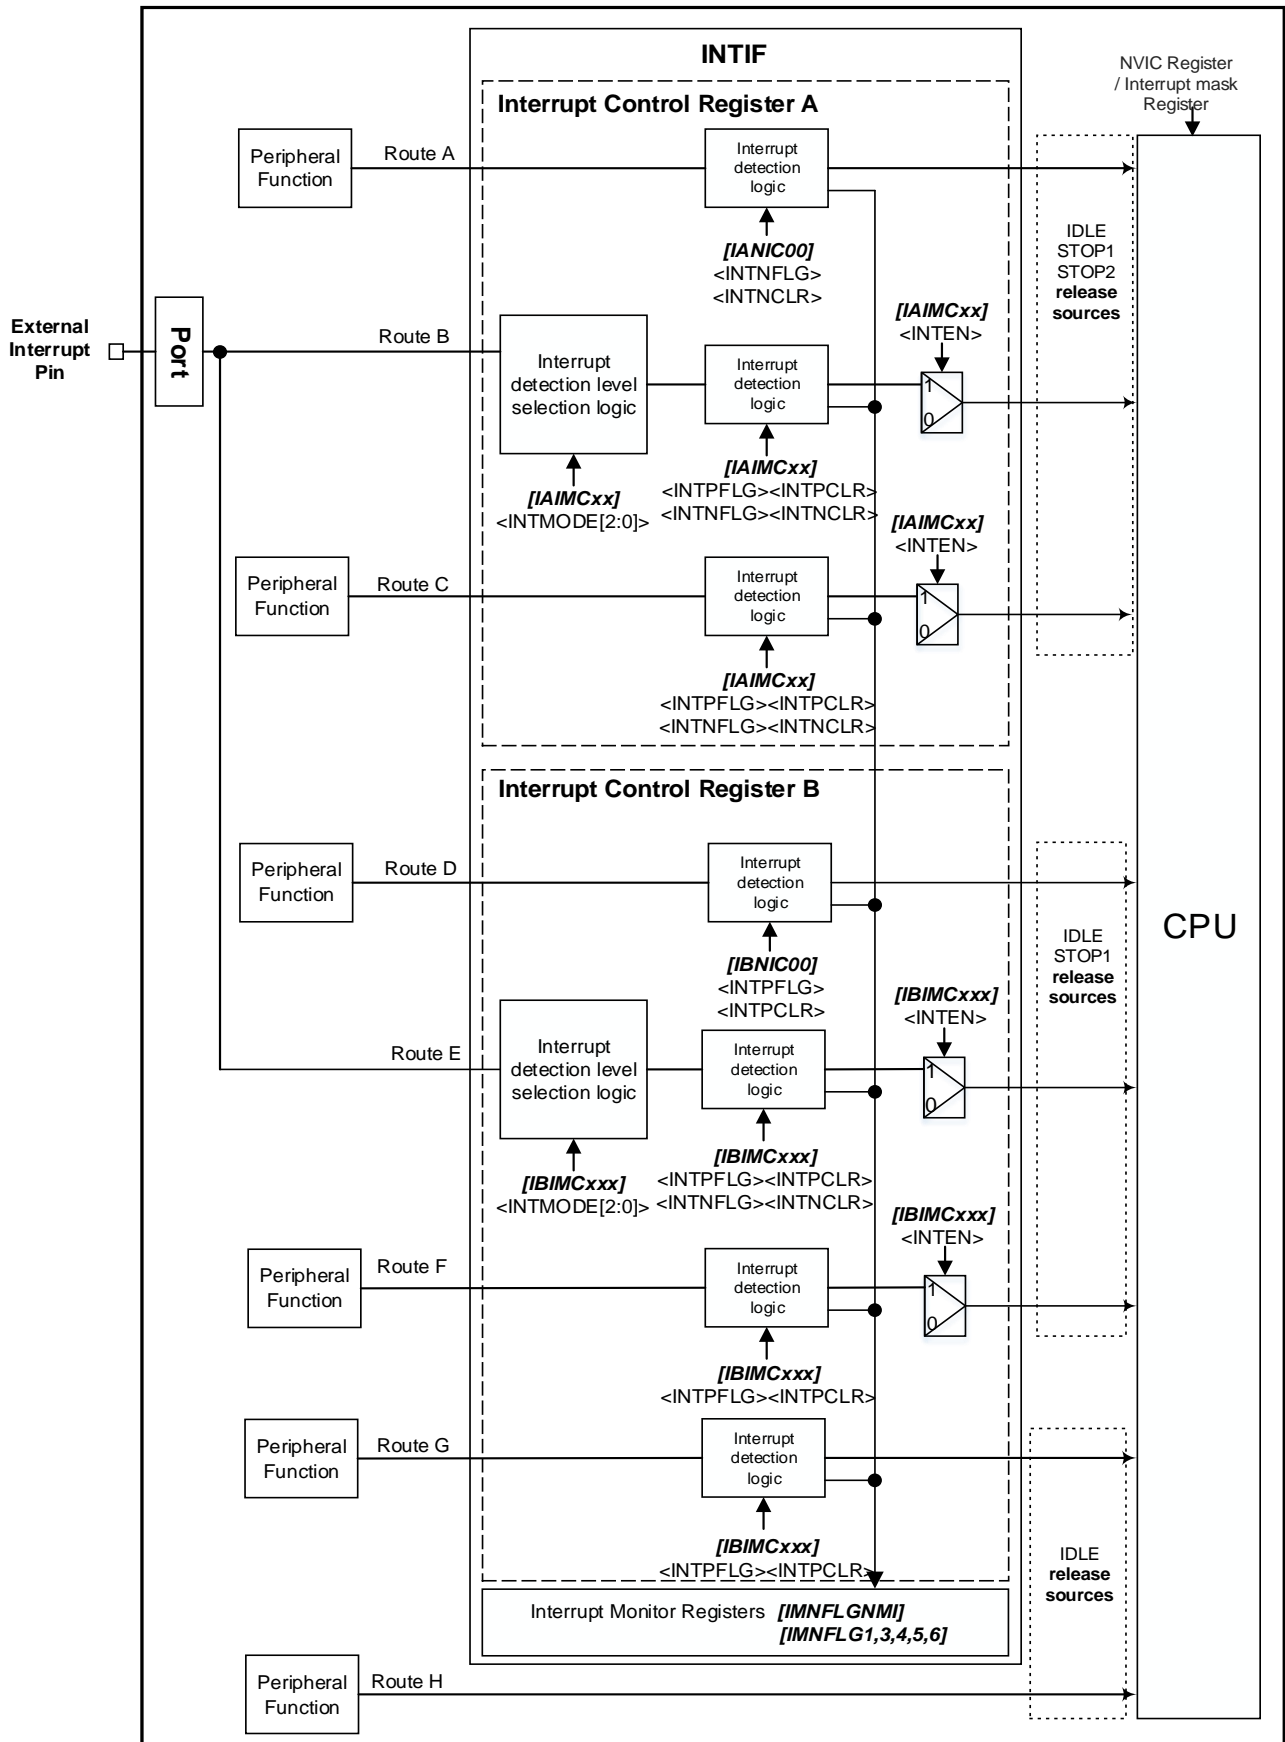 INTIF
NVIC Register
/ Interrupt mask
Register
Interrupt Control Register A
Peripheral
Function
Route A
Interrupt
detection
logic
[IANIC00]
<INTNFLG>
<INTNCLR>
IDLE
STOP1
STOP2
release
sources
External
Interrupt
Pin
Port
Route B
Interrupt
detection level
selection logic
[IAIMCxx]
<INTMODE[2:0]>
Interrupt
detection
logic
[IAIMCxx]
<INTPFLG><INTPCLR>
<INTNFLG><INTNCLR>
[IAIMCxx]
<INTEN>
1
0
Peripheral
Function
Route C
Interrupt
detection
logic
[IAIMCxx]
<INTPFLG><INTPCLR>
<INTNFLG><INTNCLR>
[IAIMCxx]
<INTEN>
1
0
Interrupt Control Register B
Peripheral
Function
Route D
Interrupt
detection
logic
[IBNIC00]
<INTPFLG>
<INTPCLR>
IDLE
STOP1
release
sources
CPU
Route E
Interrupt
detection level
selection logic
[IBIMCxxx]
<INTMODE[2:0]>
Interrupt
detection
logic
[IBIMCxxx]
<INTPFLG><INTPCLR>
<INTNFLG><INTNCLR>
[IBIMCxxx]
<INTEN>
1
0
Peripheral
Function
Route F
Interrupt
detection
logic
[IBIMCxxx]
<INTPFLG><INTPCLR>
[IBIMCxxx]
<INTEN>
1
0
Peripheral
Function
Route G
Interrupt
detection
logic
[IBIMCxxx]
<INTPFLG><INTPCLR>
IDLE
release
sources
Interrupt Monitor Registers [IMNFLGNMI]
[IMNFLG1,3,4,5,6]
Peripheral
Function
Route H